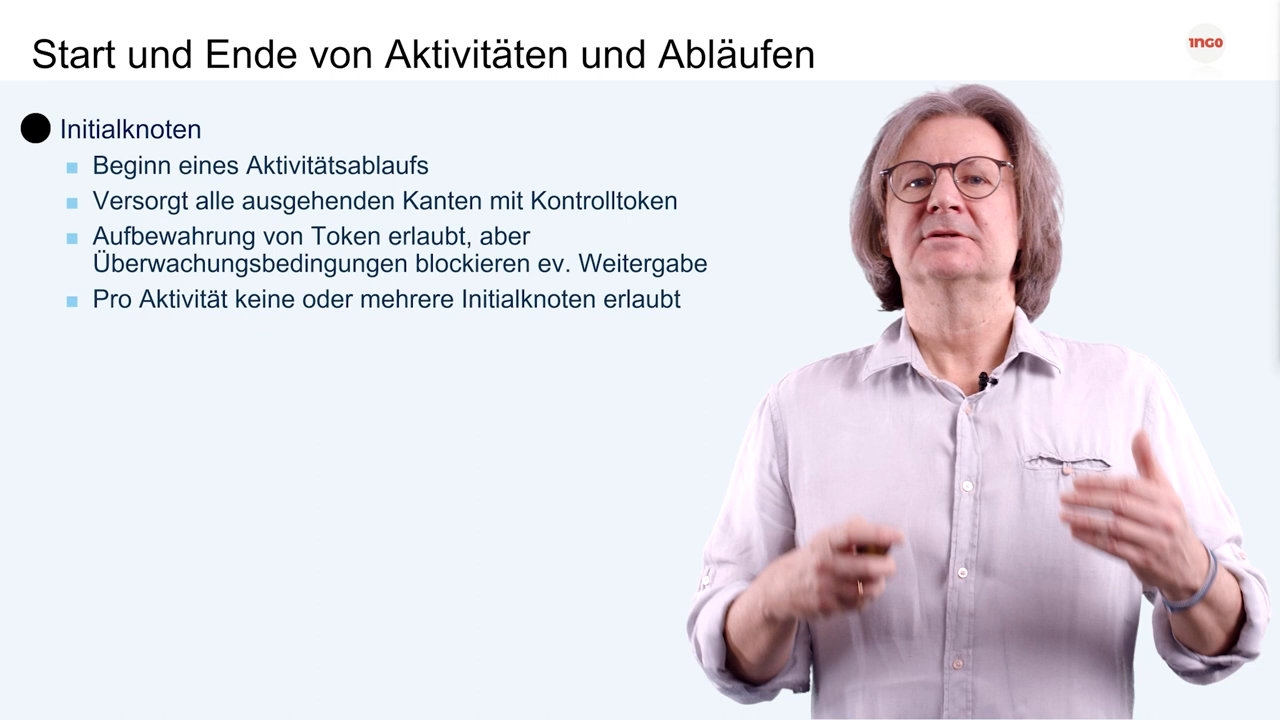 Start und Ende von Aktivitäten und Abläufen
1NGO
Initialknoten
Beginn eines Aktivitätsablaufs
Versorgt alle ausgehenden Kanten mit Kontrolltoken
Aufbewahrung von Token erlaubt, aber
Überwachungsbedingungen blockieren ev. Weitergabe
Pro Aktivität keine oder mehrere Initialknoten erlaubt